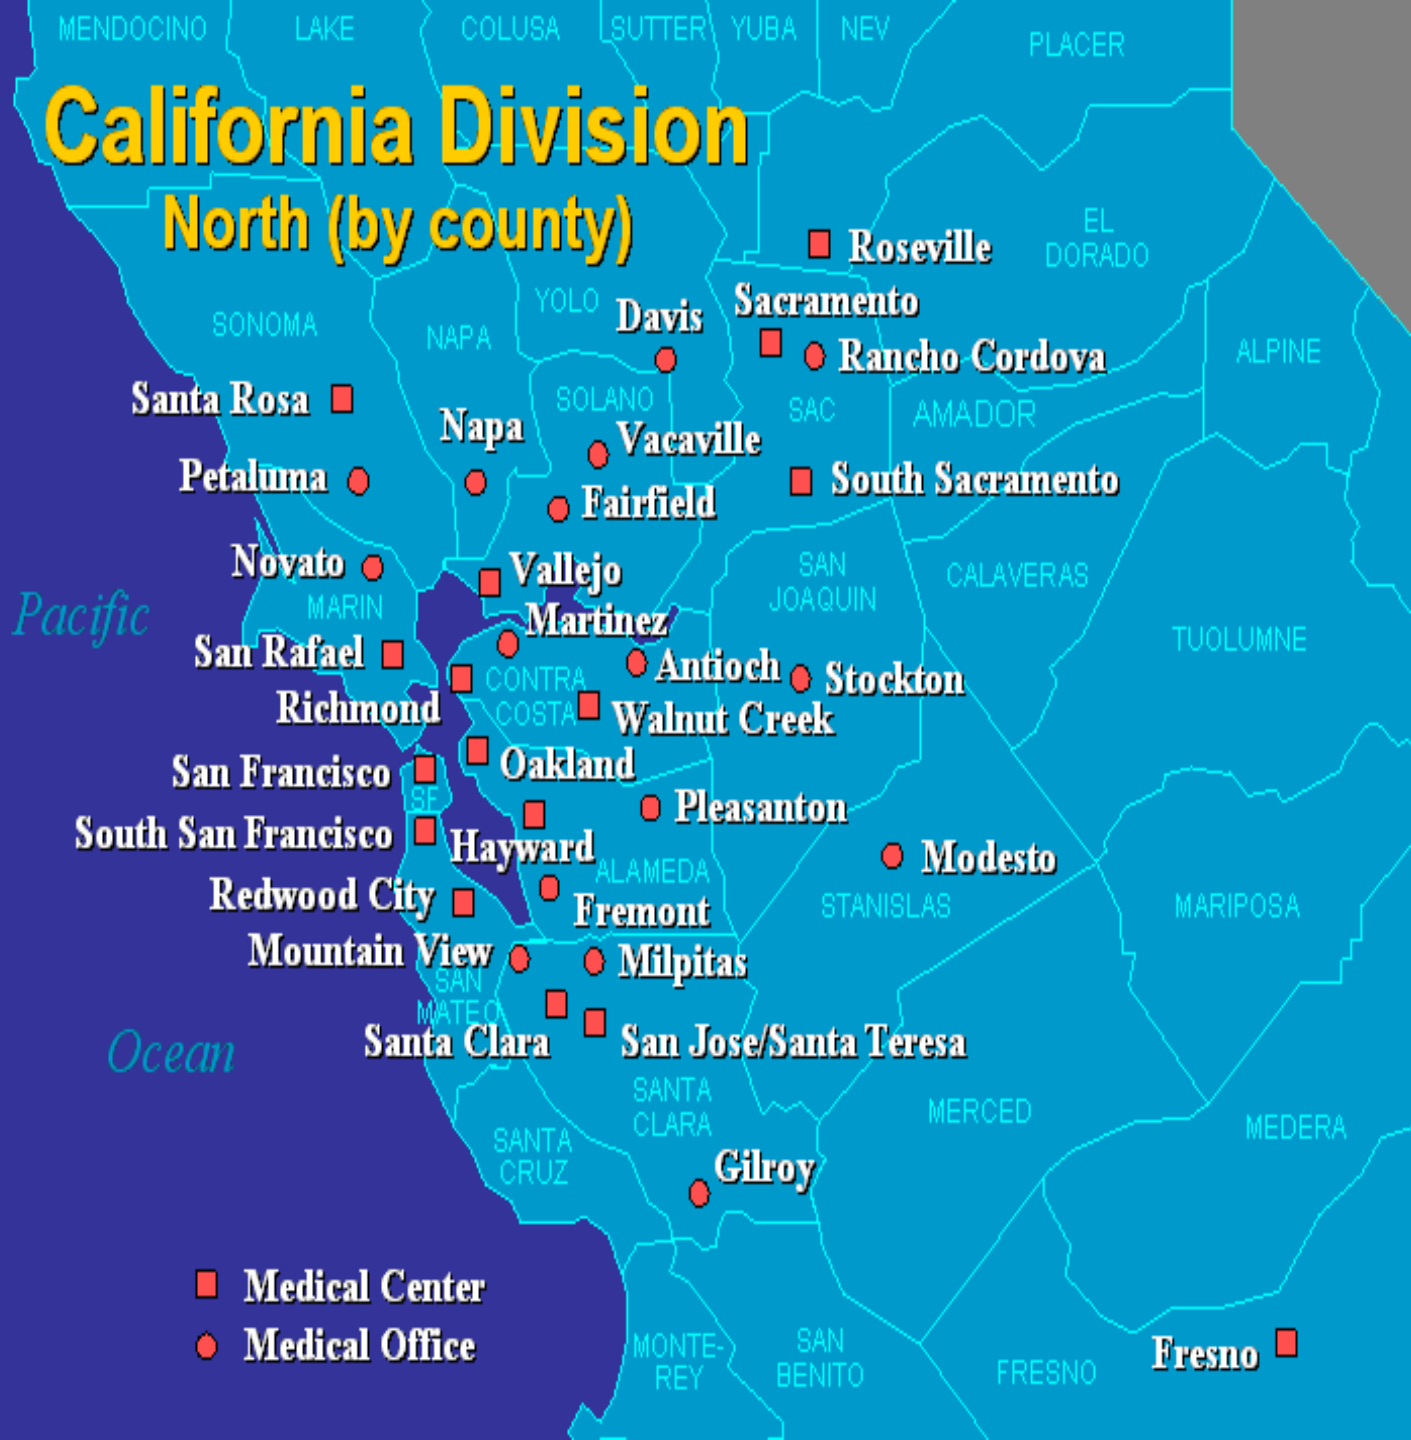 MENDOCINO
LAKE
COLUSA
SUTTER
YUBA
NEV
PLACER
California Division
North (by county)
EL
DORADO
Roseville
YOLO
Davis
Sacramento
SONOMA
NAPA
Rancho Cordova
ALPINE
Santa Rosa
SOLANO
SAC
AMADOR
Napa
Vacaville
Petaluma
Fairfield
South Sacramento
Novato
Vallejo
SAN
JOAQUIN
CALAVERAS
Pacific
MARIN
Martinez
TUOLUMNE
San Rafael
Antioch
Stockton
CONTRA
COSTA
Richmond
Walnut Creek
San Francisco
Oakland
SF
Pleasanton
South San Francisco
Hayward
Modesto
ALAMEDA
Redwood City
Fremont
STANISLAS
MARIPOSA
Mountain View
Milpitas
SAN
MATEO
Santa Clara
San Jose/Santa Teresa
Ocean
SANTA
CLARA
MERCED
MEDERA
SANTA
CRUZ
Gilroy
Medical Center
Medical Office
MONTE-
REY
SAN
BENITO
Fresno
FRESNO